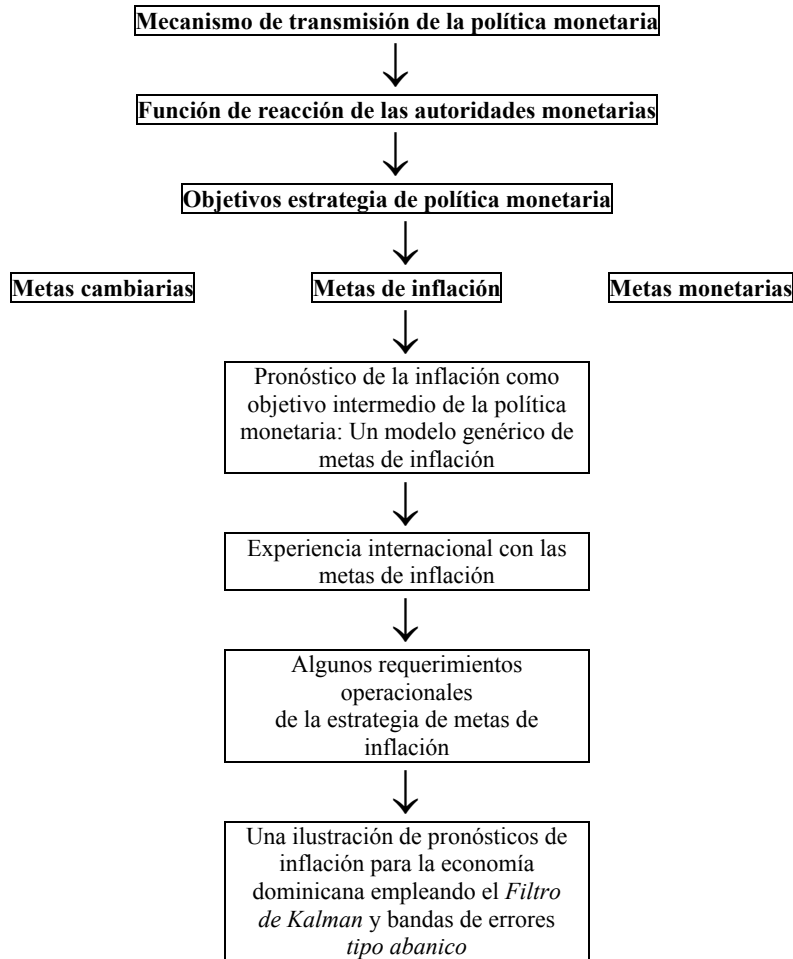 Mecanismo de transmisión de la política monetaria
Función de reacción de las autoridades monetarias
Objetivos estrategia de política monetaria
Metas cambiarias
Metas de inflación
Metas monetarias
Pronóstico de la inflación como
objetivo intermedio de la política
monetaria: Un modelo genérico de
metas de inflación
Experiencia internacional con las
metas de inflación
Algunos requerimientos
operacionales
de la estrategia de metas de
inflación
Una ilustración de pronósticos de
inflación para la economía
dominicana empleando el Filtro
de Kalman y bandas de errores
tipo abanico